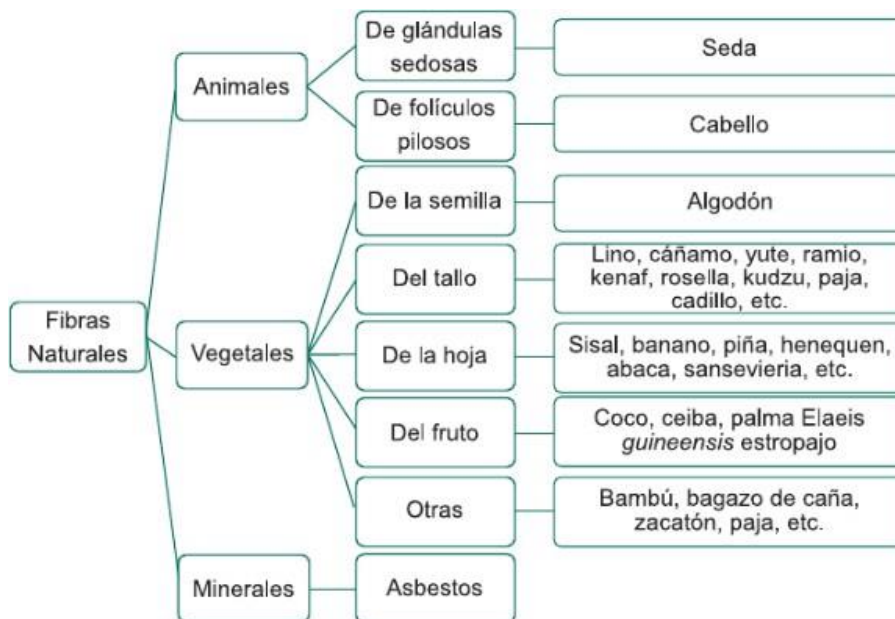 Fibras
Naturales
Animales
De glándulas
sedosas
Seda
De folículos
pilosos
Cabello
Vegetales
De la semilla
Algodón
Del tallo
Lino, cáñamo, yute, ramio,
kenaf, rosella, kudzu, paja,
cadillo, etc.
De la hoja
Sisal, banano, piña, henequen,
abaca, sansevieria, etc.
Del fruto
Coco, ceiba, palma Elaeis
guineensis estropajo
Otras
Bambú, bagazo de caña,
zacatón, paja, etc.
Minerales
Asbestos